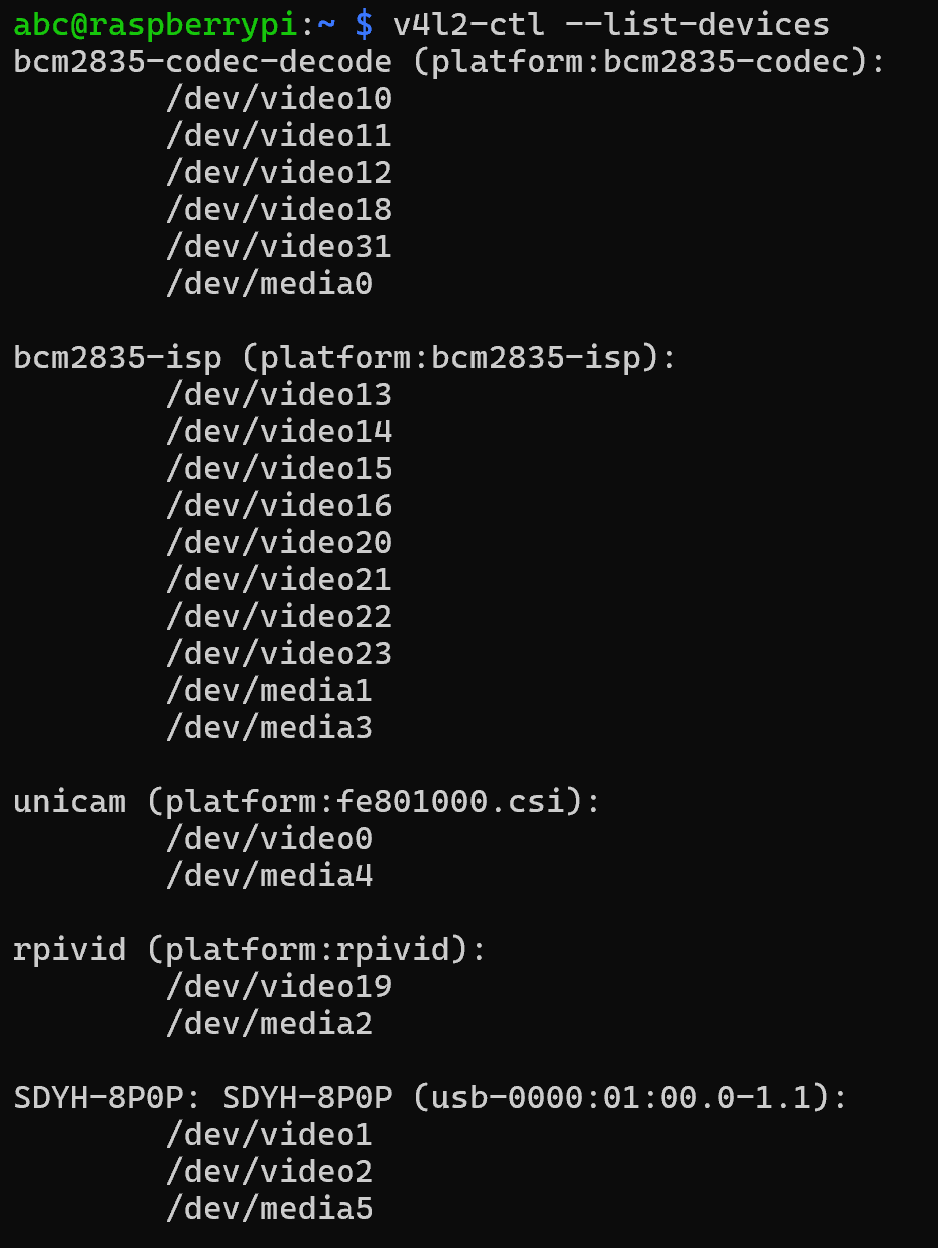 abc@raspberrypi:~ $ v4l2-ctl --list-devices
bcm2835-codec-decode (platform:bcm2835-codec):
/dev/video10
/dev/video11
/dev/video12
/dev/video18
/dev/video31
/dev/media0
bcm2835-isp (platform:bcm2835-isp):
/dev/video13
/dev/video14
/dev/video15
/dev/video16
/dev/video20
/dev/video21
/dev/video22
/dev/video23
/dev/media1
/dev/media3
unicam (platform:fe801000.csi):
/dev/video0
/dev/media4
rpivid (platform:rpivid):
/dev/video19
/dev/media2
SDYH-8P0P: SDYH-8P0P (usb-0000:01:00.0-1.1):
/dev/video1
/dev/video2
/dev/media5